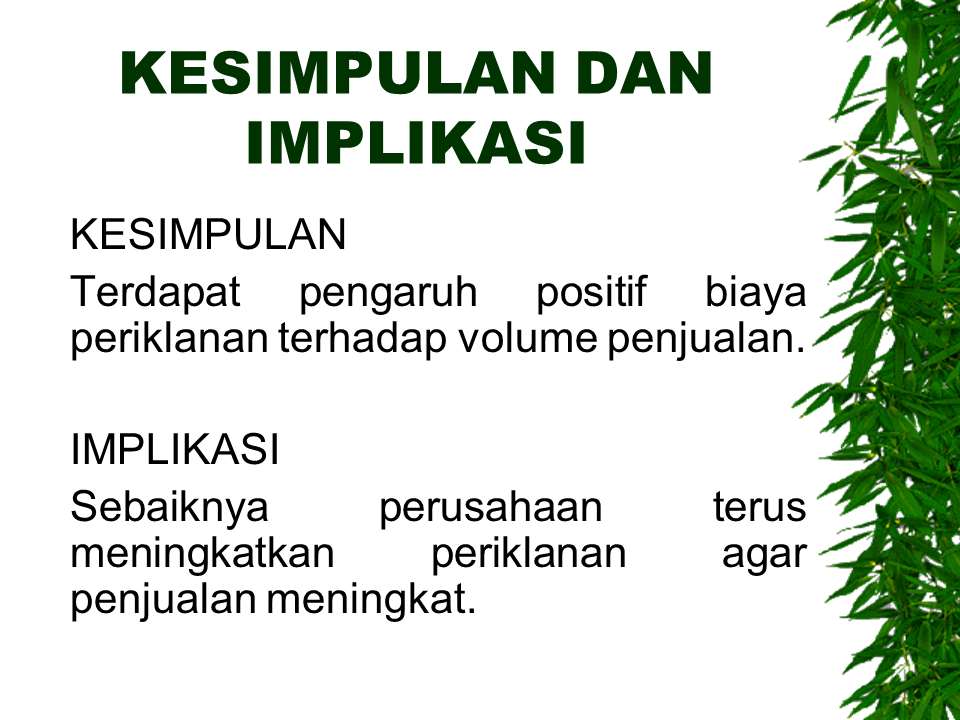 KESIMPULAN DAN
IMPLIKASI
KESIMPULAN
Terdapat pengaruh positif biaya
periklanan terhadap volume penjualan.
IMPLIKASI
Sebaiknya perusahaan terus
meningkatkan periklanan agar
penjualan meningkat.